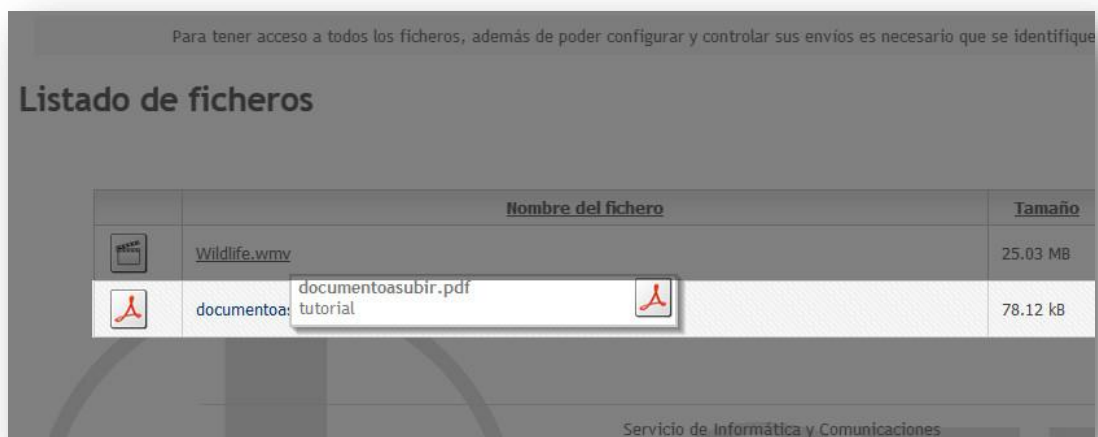 Para tener acceso a todos los ficheros, además de poder configurar y controlar sus envíos es necesario que se identifique
Listado de ficheros
Nombre del fichero Tamaño
Wildlife.wmv 25.03 MB
documentoasubir.pdf
documentoas tutorial 78.12 kB
Servicio de Informática y Comunicaciones